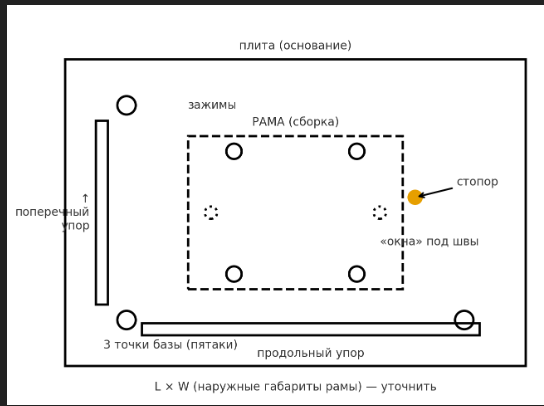 плита (основание)
зажимы
РАМА (сборка)
стопор
↑
поперечный
упор
«окна» под швы
3 точки базы (пятаки)
продольный упор
L × W (наружные габариты рамы) — уточнить